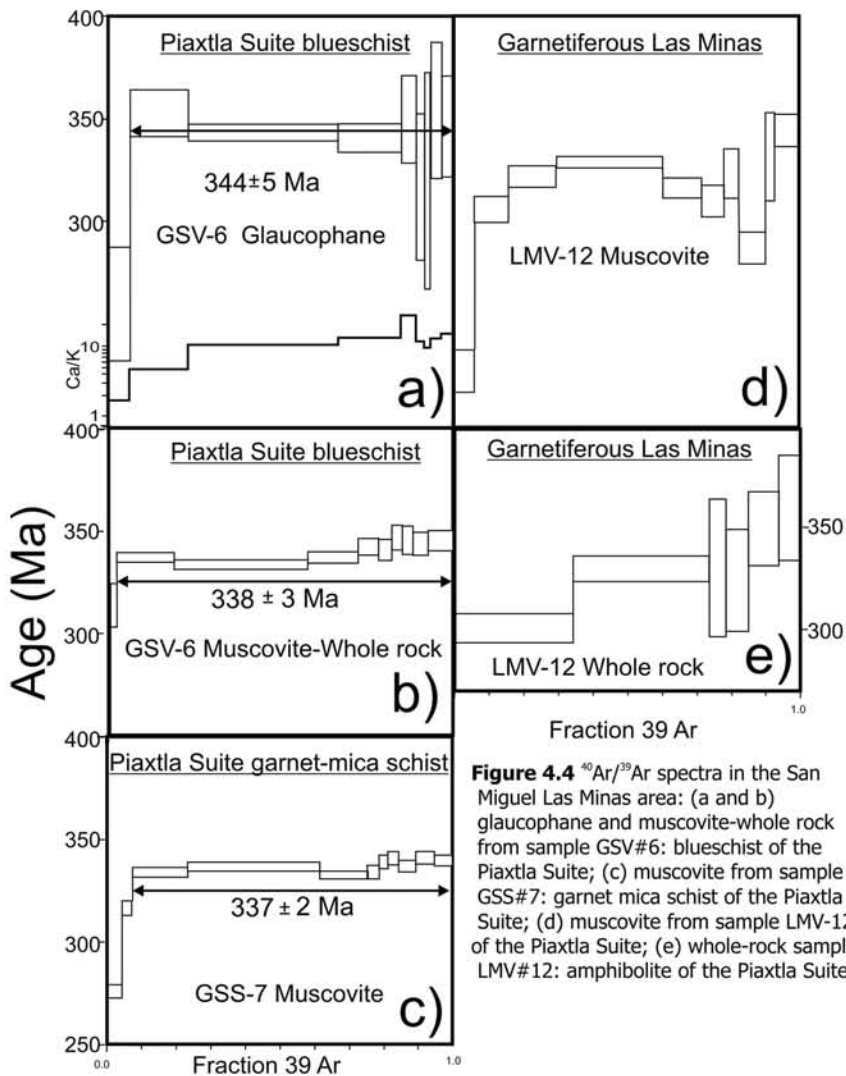 400
350
300
10
1
Ca/K
Piaxtla Suite blueschist
344±5 Ma
GSV-6 Glaucophane
a)
Garnetiferous Las Minas
LMV-12 Muscovite
d)
400
350
300
Piaxtla Suite blueschist
338 ± 3 Ma
GSV-6 Muscovite-Whole rock
b)
Garnetiferous Las Minas
LMV-12 Whole rock
e)
350
300
1.0
Fraction 39 Ar
Age (Ma)
400
350
300
250
Piaxtla Suite garnet-mica schist
337 ± 2 Ma
GSS-7 Muscovite
c)
0.0
1.0
Fraction 39 Ar
Figure 4.4 ⁴⁰Ar/³⁹Ar spectra in the San
Miguel Las Minas area: (a and b)
glaucophane and muscovite-whole rock
from sample GSV#6: blueschist of the
Piaxtla Suite; (c) muscovite from sample
GSS#7: garnet mica schist of the Piaxtla
Suite; (d) muscovite from sample LMV-12
of the Piaxtla Suite; (e) whole-rock sampl
LMV#12: amphibolite of the Piaxtla Suite